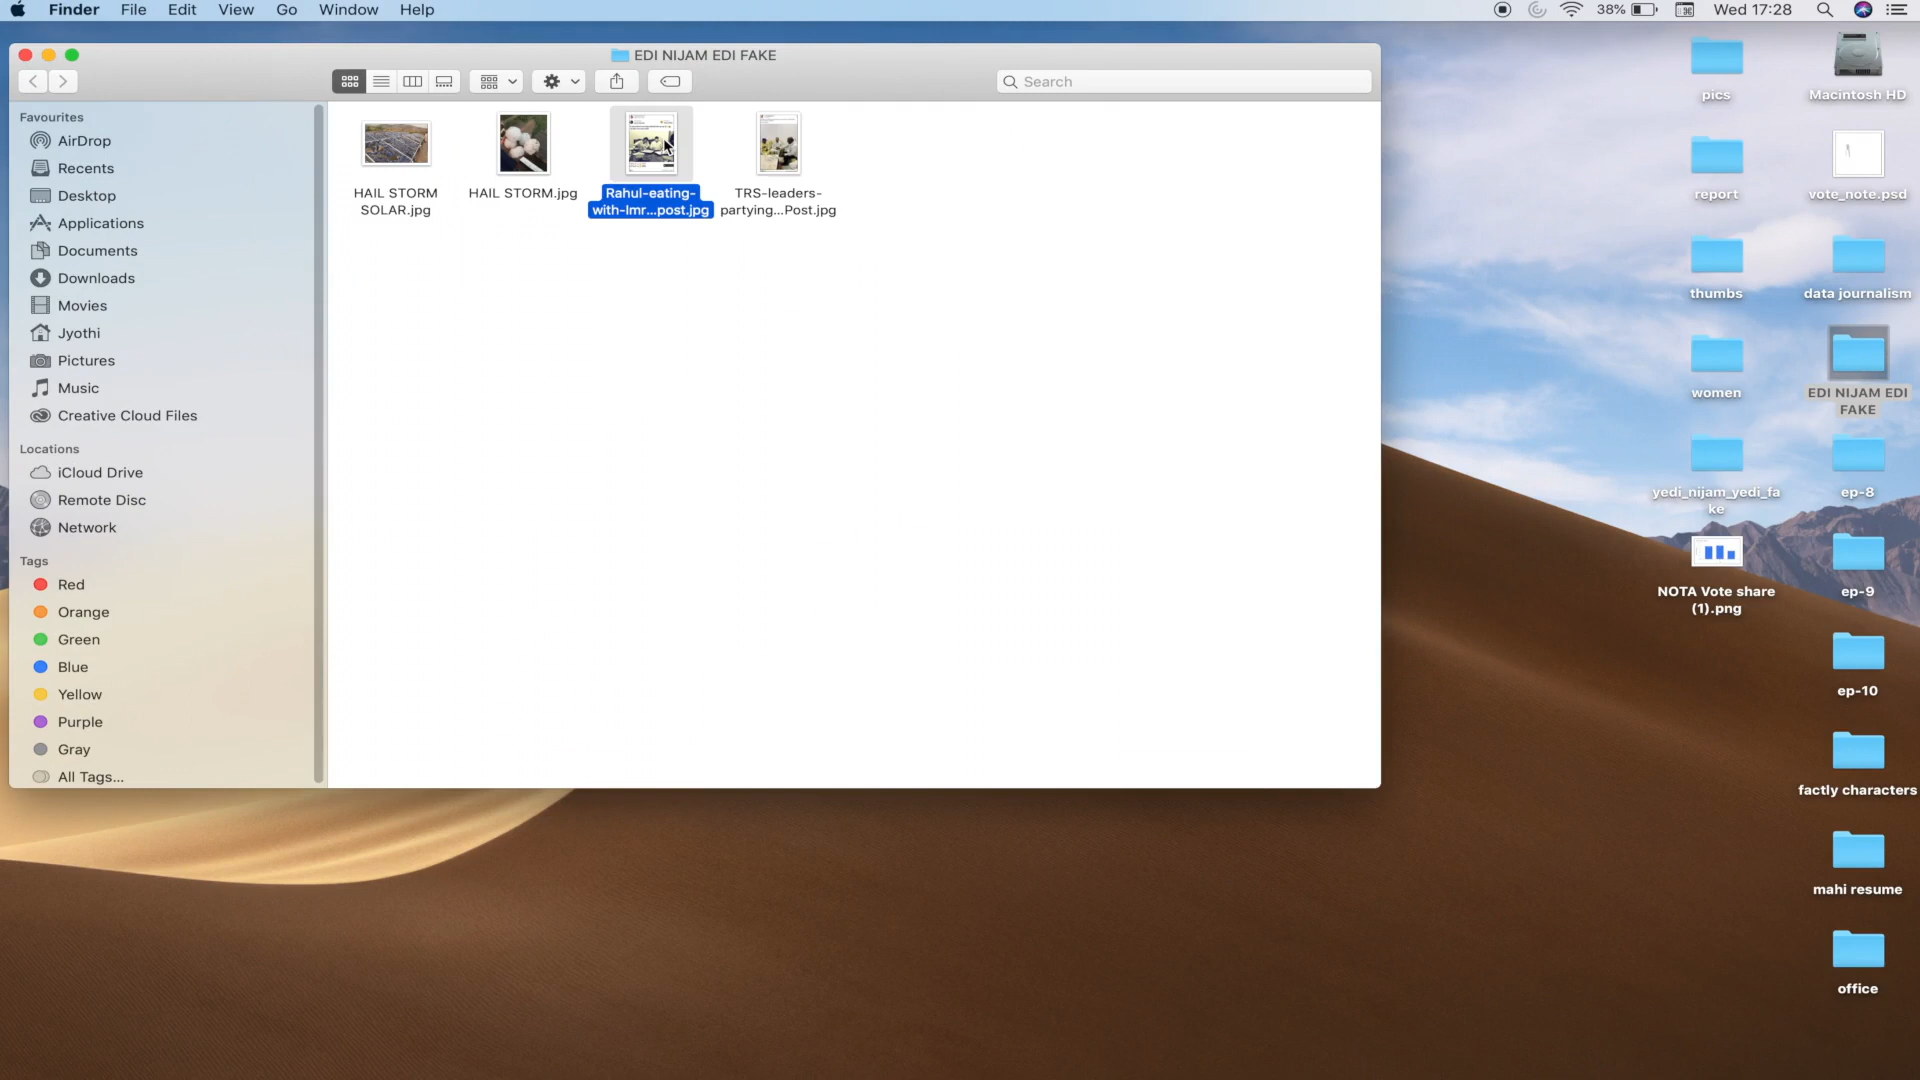 Finder File Edit View Go Window Help
38%
Wed 17:28
EDI NIJAM EDI FAKE
Search
Favourites
AirDrop
Recents
Desktop
Applications
Documents
Downloads
Movies
Jyothi
Pictures
Music
Creative Cloud Files
Locations
iCloud Drive
Remote Disc
Network
Tags
Red
Orange
Green
Blue
Yellow
Purple
Gray
All Tags...
HAIL STORM
SOLAR.jpg
HAIL STORM.jpg
Rahul-eating-
with-Imr...post.jpg
TRS-leaders-
partying...Post.jpg
pics
Macintosh HD
report
vote_note.psd
thumbs
data journalism
women
EDI NIJAM EDI
FAKE
yedi_nijam_yedi_fa
ke
ep-8
NOTA Vote share
(1).png
ep-9
ep-10
factly characters
mahi resume
office